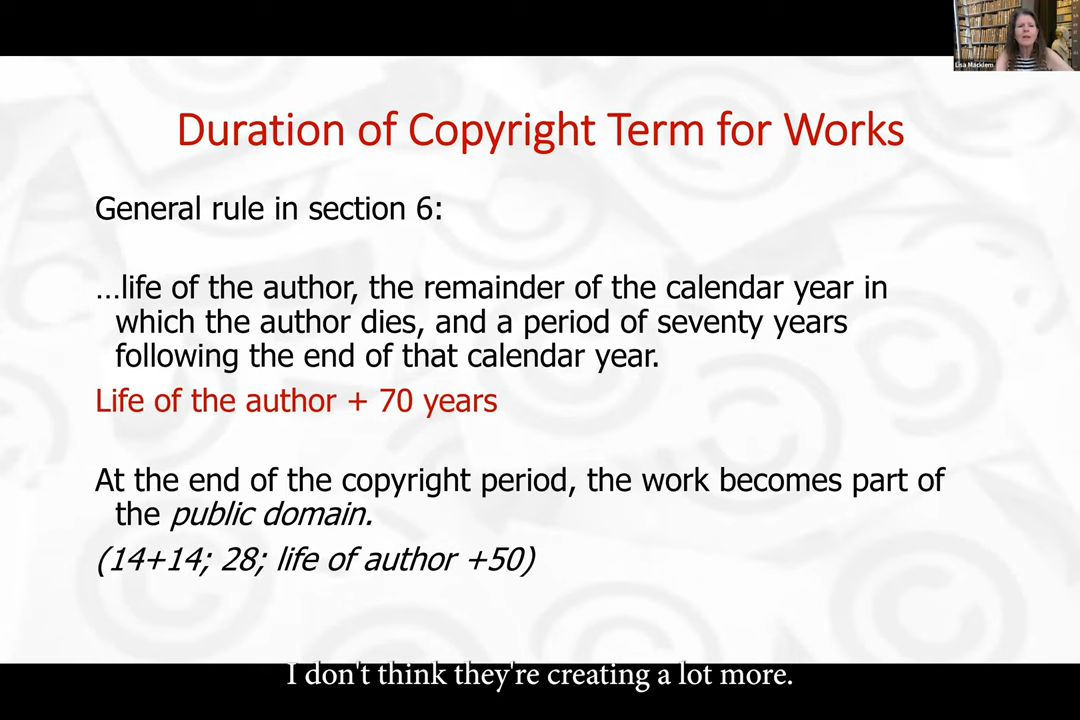 Lisa Macklem
Duration of Copyright Term for Works
General rule in section 6:
...life of the author, the remainder of the calendar year in
which the author dies, and a period of seventy years
following the end of that calendar year.
Life of the author + 70 years
At the end of the copyright period, the work becomes part of
the public domain.
(14+14; 28; life of author +50)
I don't think they're creating a lot more.